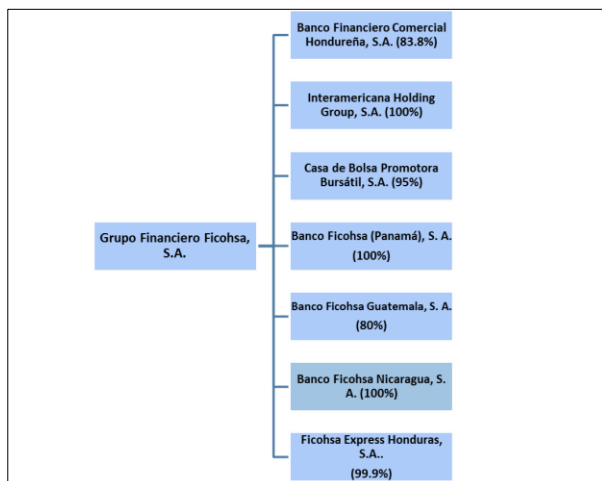 Banco Financiero Comercial
Hondureña, S.A. (83.8%)
Interamericana Holding
Group, S.A. (100%)
Casa de Bolsa Promotora
Bursátil, S.A. (95%)
Grupo Financiero Ficohsa,
S.A.
Banco Ficohsa (Panamá), S. A.
(100%)
Banco Ficohsa Guatemala, S. A.
(80%)
Banco Ficohsa Nicaragua, S.
A. (100%)
Ficohsa Express Honduras,
S.A..
(99.9%)